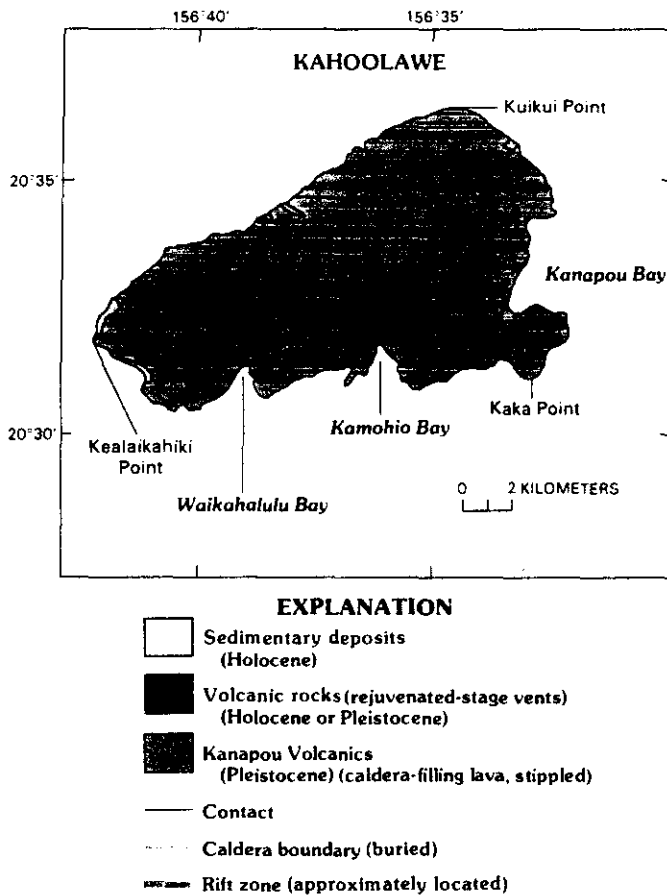 156°40' 156°35'
KAHOOLAWE
Kuikui Point
20°35'
Kanapou Bay
Kaka Point
Kamohio Bay
20°30'
Kealaikahiki
Point
0 2 KILOMETERS
Waikahalulu Bay
EXPLANATION
Sedimentary deposits
(Holocene)
Volcanic rocks (rejuvenated-stage vents)
(Holocene or Pleistocene)
Kanapou Volcanics
(Pleistocene) (caldera-filling lava, stippled)
Contact
Caldera boundary (buried)
Rift zone (approximately located)